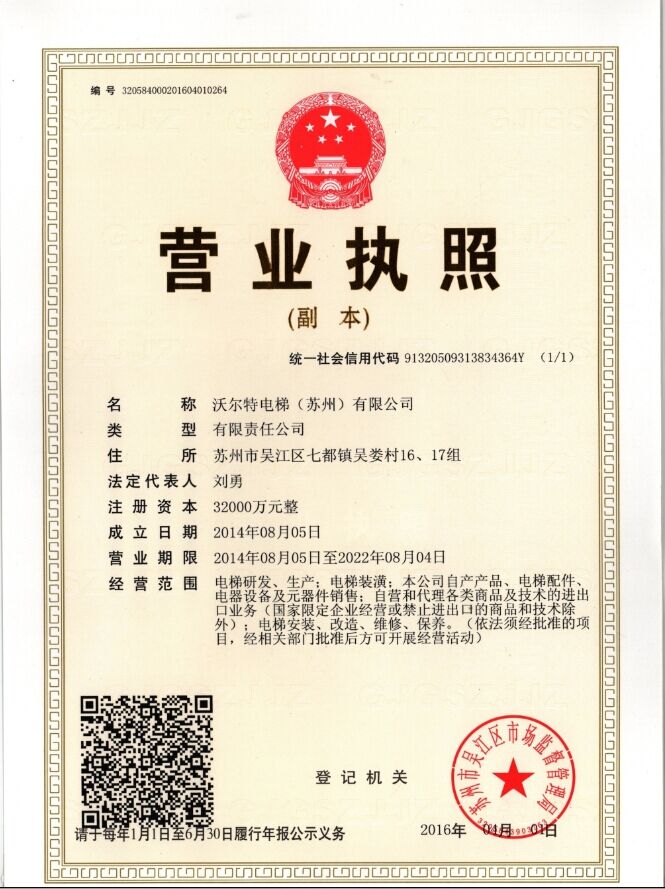 编 号 320584000201604010264
营业执照
(副 本)
统一社会信用代码 91320509313834364Y (1/1)
名 称 沃尔特电梯（苏州）有限公司
类 型 有限责任公司
住 所 苏州市吴江区七都镇吴娄村16、17组
法定代表人 刘勇
注册资本 32000万元整
成立日期 2014年08月05日
营业期限 2014年08月05日至2022年08月04日
经营范围 电梯研发、生产；电梯装潢；本公司自产产品、电梯配件、
电器设备及元器件销售；自营和代理各类商品及技术的进出
口业务（国家限定企业经营或禁止进出口的商品和技术除
外）；电梯安装、改造、维修、保养。（依法须经批准的项
目，经相关部门批准后方可开展经营活动）
登记机关
苏州市吴江区市场监督管理局
请于每年1月1日至6月30日履行年报公示义务
2016年 04月 01日